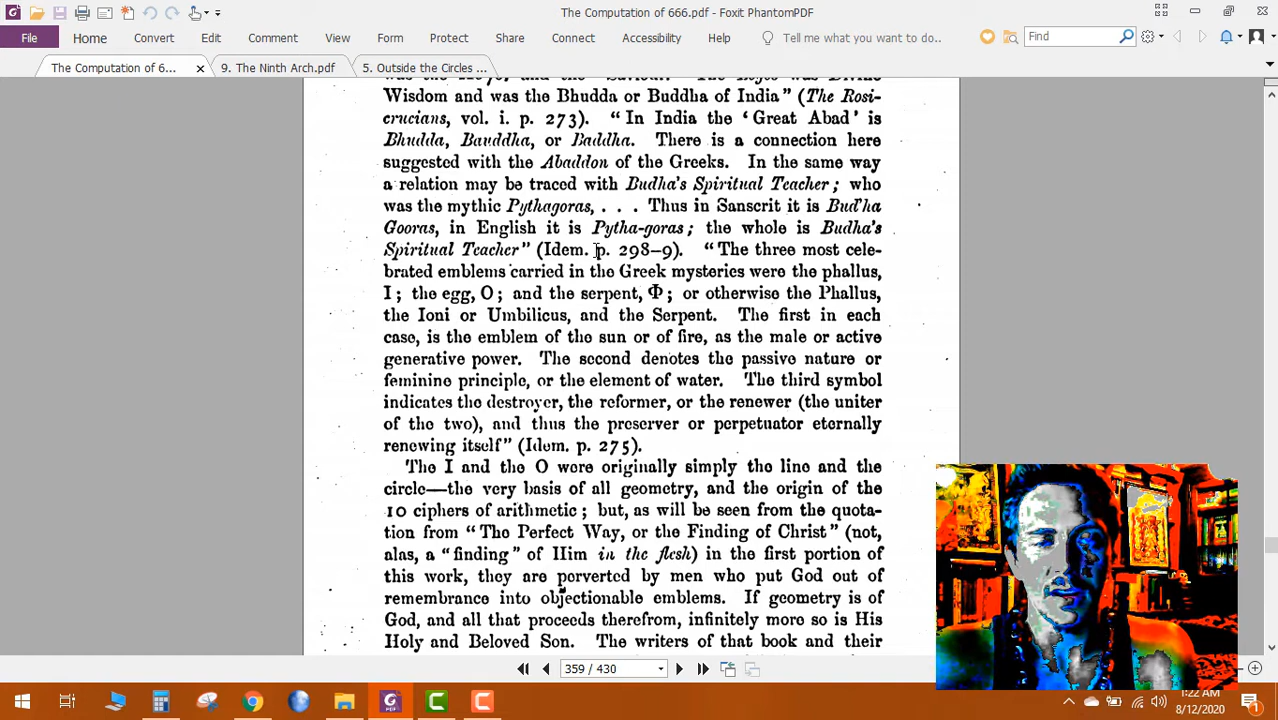 The Computation of 666.pdf - Foxit PhantomPDF
File Home Convert Edit Comment View Form Protect Share Connect Accessibility Help Tell me what you want to do.. Find
The Computation of 6... 9. The Ninth Arch.pdf 5. Outside the Circles ...
Wisdom and was the Bhudda or Buddha of India" (The Rosi-
crucians, vol. i. p. 273). "In India the 'Great Abad' is
Bhudda, Bauddha, or Baddha. There is a connection here
suggested with the Abaddon of the Greeks. In the same way
a relation may be traced with Budha's Spiritual Teacher; who
was the mythic Pythagoras, . . . Thus in Sanscrit it is Bud'ha
Gooras, in English it is Pytha-goras; the whole is Budha's
Spiritual Teacher" (Idem. p. 298-9). "The three most cele-
brated emblems carried in the Greek mysteries were the phallus,
I; the egg, O; and the serpent, Φ; or otherwise the Phallus,
the Ioni or Umbilicus, and the Serpent. The first in each
case, is the emblem of the sun or of fire, as the male or active
generative power. The second denotes the passive nature or
feminine principle, or the element of water. The third symbol
indicates the destroyer, the reformer, or the renewer (the uniter
of the two), and thus the preserver or perpetuator eternally
renewing itself" (Idem. p. 275).
The I and the O were originally simply the line and the
circle—the very basis of all geometry, and the origin of the
10 ciphers of arithmetic; but, as will be seen from the quota-
tion from "The Perfect Way, or the Finding of Christ" (not,
alas, a "finding" of Him in the flesh) in the first portion of
this work, they are perverted by men who put God out of
remembrance into objectionable emblems. If geometry is of
God, and all that proceeds therefrom, infinitely more so is His
Holy and Beloved Son. The writers of that book and their
359 / 430
1:22 AM
8/12/2020